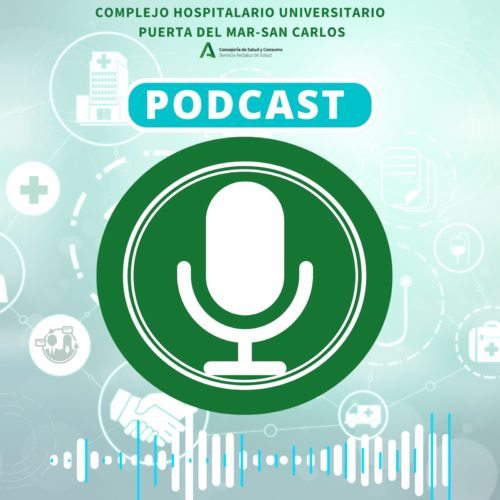 COMPLEJO HOSPITALARIO UNIVERSITARIO
PUERTA DEL MAR-SAN CARLOS
Consejería de Salud y Consumo
Servicio Andaluz de Salud
PODCAST